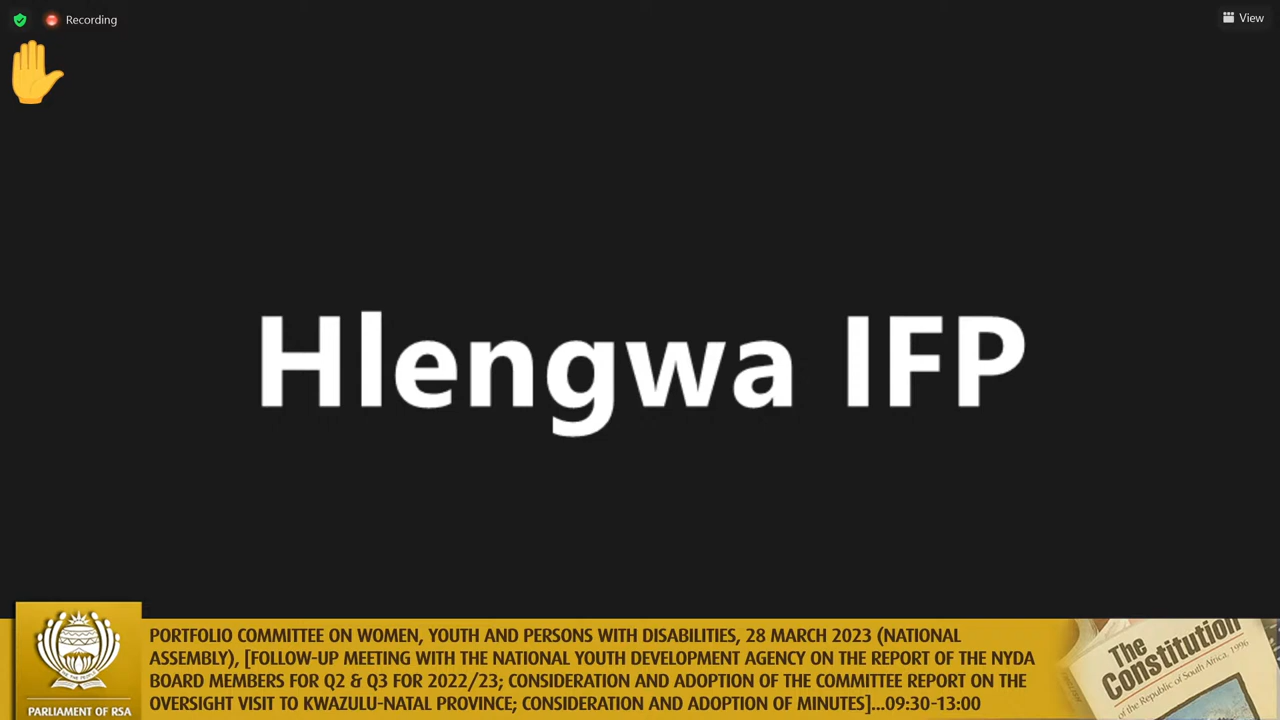 Recording
View
Hlengwa IFP
PORTFOLIO COMMITTEE ON WOMEN, YOUTH AND PERSONS WITH DISABILITIES, 28 MARCH 2023 (NATIONAL
ASSEMBLY), [FOLLOW-UP MEETING WITH THE NATIONAL YOUTH DEVELOPMENT AGENCY ON THE REPORT OF THE NYDA
BOARD MEMBERS FOR Q2 & Q3 FOR 2022/23; CONSIDERATION AND ADOPTION OF THE COMMITTEE REPORT ON THE
OVERSIGHT VISIT TO KWAZULU-NATAL PROVINCE; CONSIDERATION AND ADOPTION OF MINUTES]...09:30-13:00
PARLIAMENT OF RSA
The
Constitution
of the Republic of South Africa, 1996